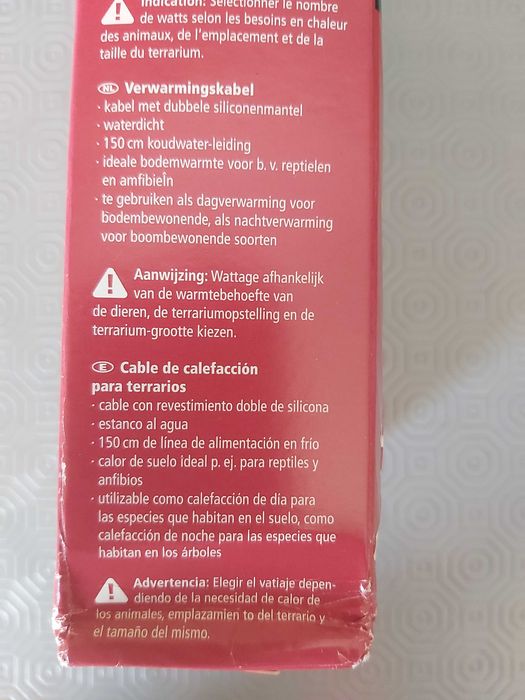 Indication: Sélectionner le nombre
de watts selon les besoins en chaleur
des animaux, de l'emplacement et de la
taille du terrarium.
NL Verwarmingskabel
· kabel met dubbele siliconenmantel
· waterdicht
· 150 cm koudwater-leiding
· ideale bodemwarmte voor b. v. reptielen
en amfibieîn
· te gebruiken als dagverwarming voor
bodembewonende, als nachtverwarming
voor boombewonende soorten
Aanwijzing: Wattage afhankelijk
van de warmtebehoefte van
de dieren, de terrariumopstelling en de
terrarium-grootte kiezen.
E Cable de calefacción
para terrarios
· cable con revestimiento doble de silicona
· estanco al agua
· 150 cm de línea de alimentación en frío
· calor de suelo ideal p. ej. para reptiles y
anfibios
· utilizable como calefacción de día para
las especies que habitan en el suelo, como
calefacción de noche para las especies que
habitan en los árboles
Advertencia: Elegir el vatiaje depen-
diendo de la necesidad de calor de
los animales, emplazamien to del terrario y
el tamaño del mismo.